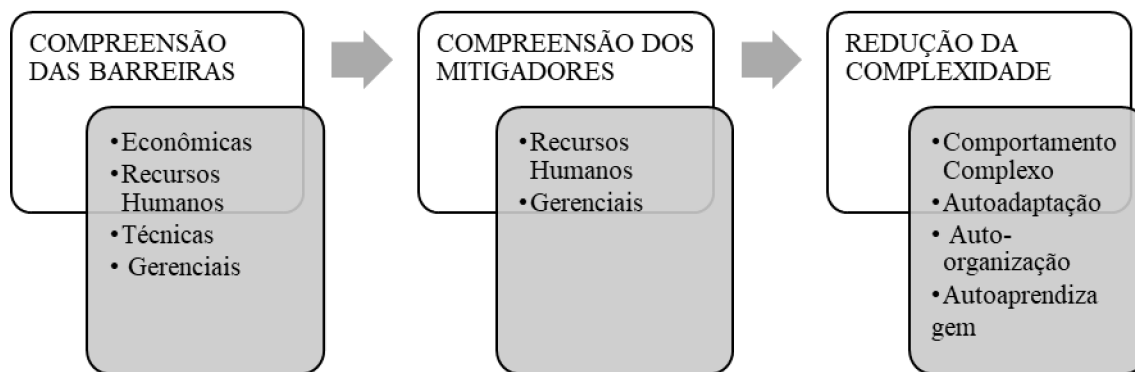 COMPREENSÃO
DAS BARREIRAS
•Econômicas
•Recursos
Humanos
•Técnicas
• Gerenciais
COMPREENSÃO DOS
MITIGADORES
•Recursos
Humanos
•Gerenciais
REDUÇÃO DA
COMPLEXIDADE
•Comportamento
Complexo
•Autoadaptação
• Auto-
organização
•Autoaprendiza
gem